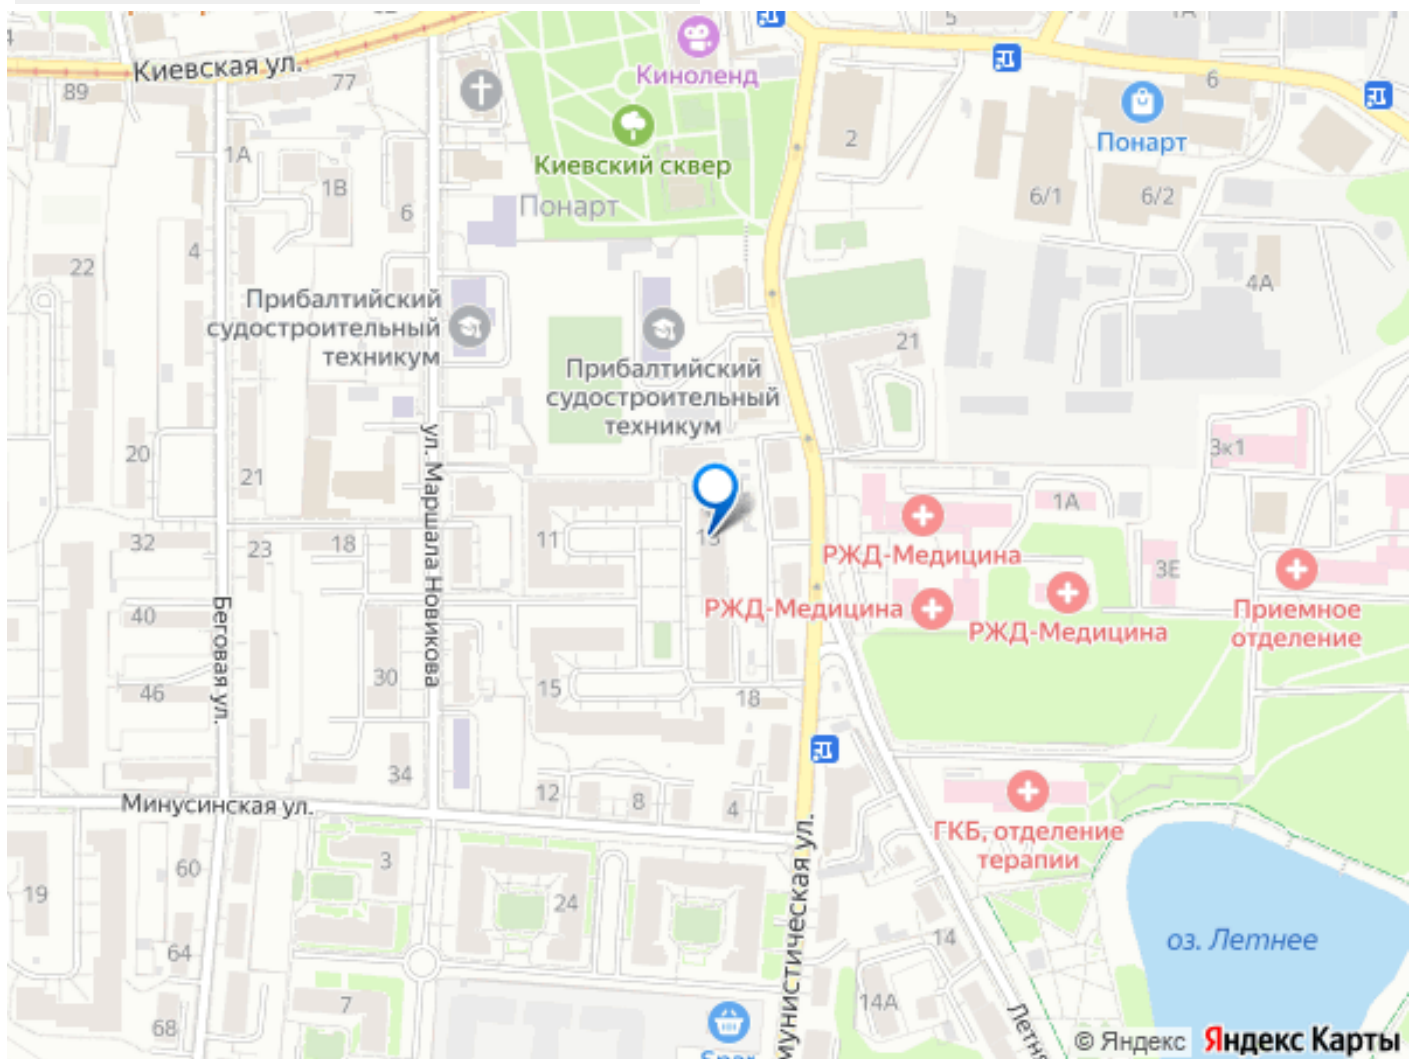 Киевская ул.
89
77
Киноленд
Киевский сквер
Понарт
5
1А
2
6
Понарт
6/1
6/2
4А
1А
1В
6
4
22
Прибалтийский
судостроительный
техникум
Прибалтийский
судостроительный
техникум
21
20
21
ул. Маршала Новикова
3к1
1А
11
13
32
23
18
РЖД-Медицина
3Е
РЖД-Медицина
РЖД-Медицина
Приемное
отделение
40
Беговая ул.
46
30
15
18
34
12
8
4
Минусинская ул.
ГКБ, отделение
терапии
3
60
19
24
оз. Летнее
64
14
7
14А
68
© Яндекс
Яндекс Карты